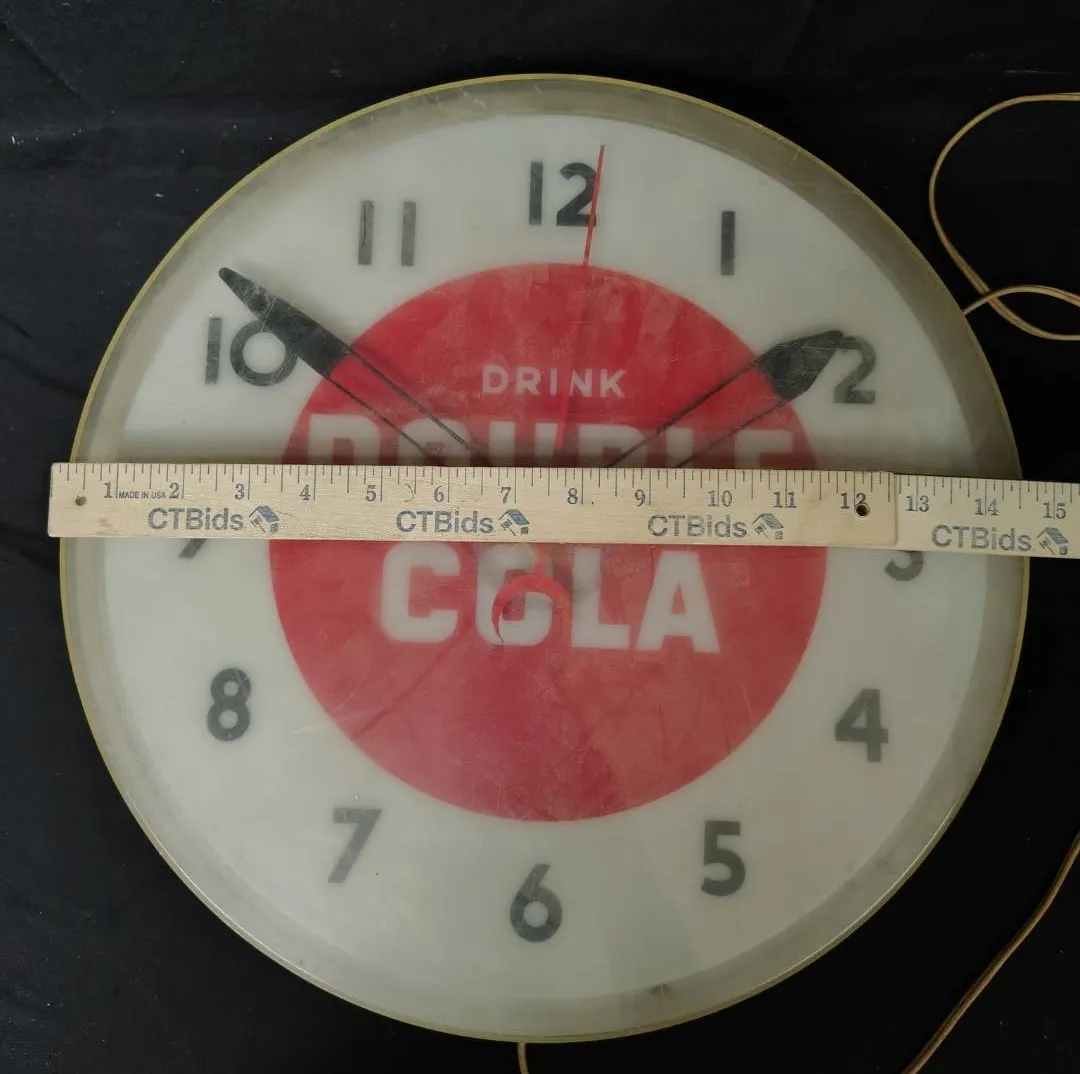 12
11 1
10 2
DRINK
DOUBLE
1 MADE IN USA 2 3 4 5 6 7 8 9 10 11 12 13 14 15
CTBids CTBids CTBids CTBids
3
COLA
8 4
7 5
6